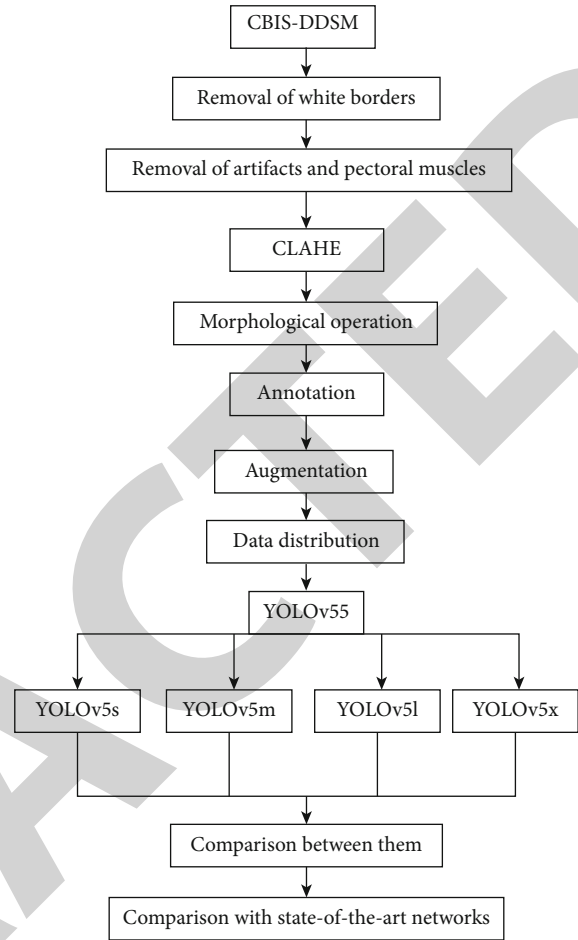 CBIS-DDSM
Removal of white borders
Removal of artifacts and pectoral muscles
CLAHE
Morphological operation
Annotation
Augmentation
Data distribution
YOLOv55
YOLOv5s
YOLOv5m
YOLOv5l
YOLOv5x
Comparison between them
Comparison with state-of-the-art networks
ACTED